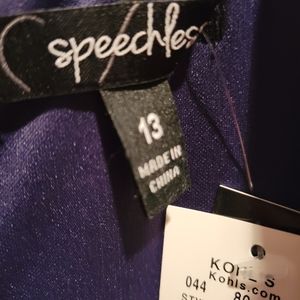 speechless
13
MADE IN
CHINA
KOHL'S
Kohls.com
044